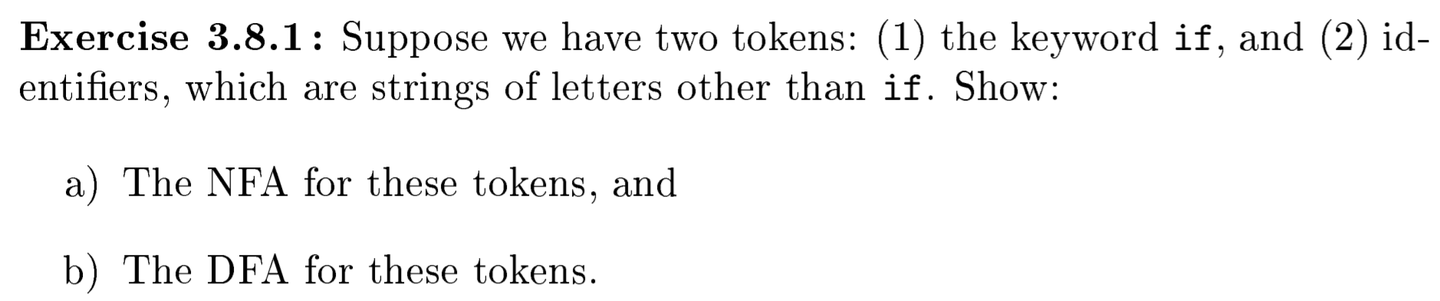 Exercise 3.8.1: Suppose we have two tokens: (1) the keyword if, and (2) id-
entifiers, which are strings of letters other than if. Show:
a) The NFA for these tokens, and
b) The DFA for these tokens.